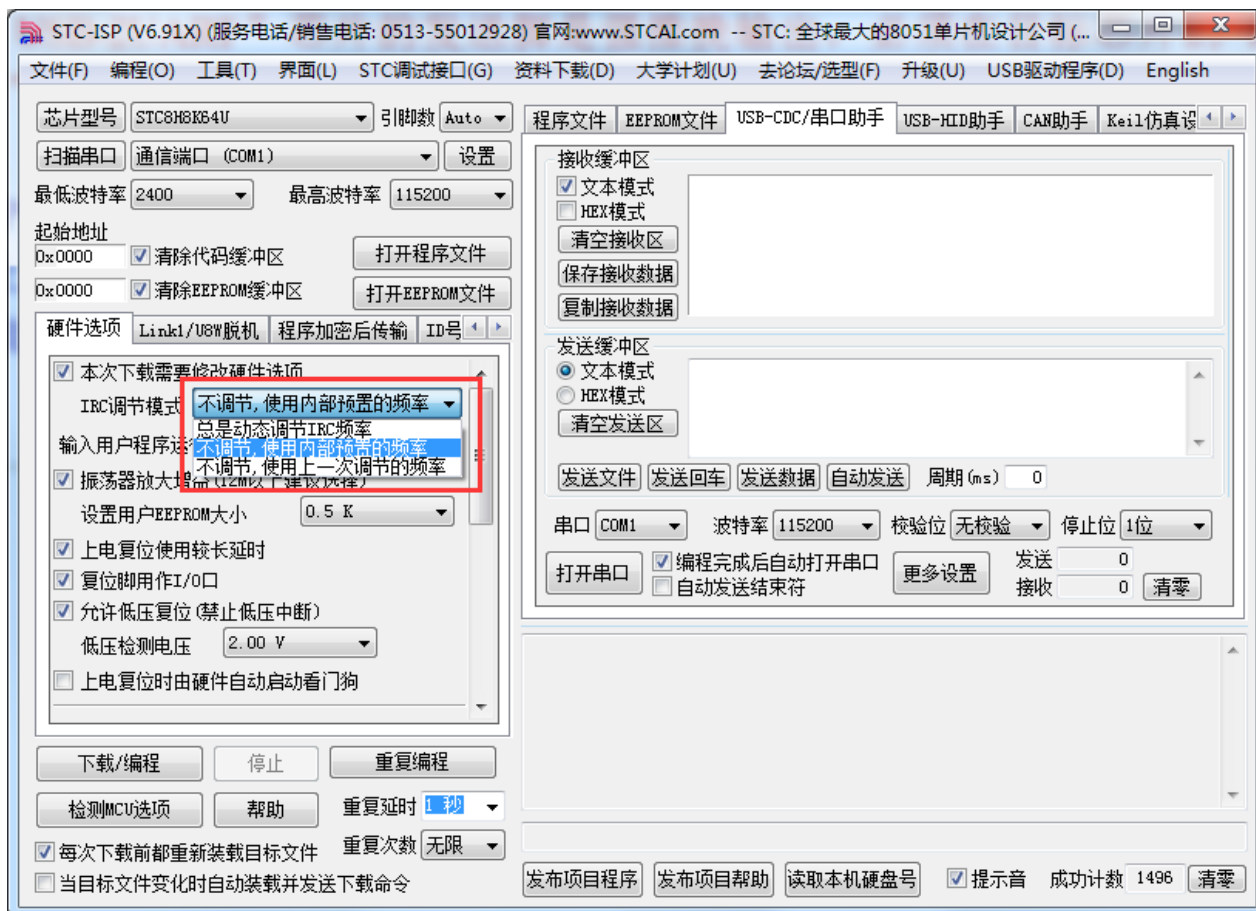 STC-ISP (V6.91X) (服务电话/销售电话: 0513-55012928) 官网:www.STCAI.com -- STC: 全球最大的8051单片机设计公司 (...
文件(F) 编程(O) 工具(T) 界面(L) STC调试接口(G) 资料下载(D) 大学计划(U) 去论坛/选型(F) 升级(U) USB驱动程序(D) English
芯片型号 STC8H8K64U 引脚数 Auto
扫描串口 通信端口 (COM1) 设置
最低波特率 2400 最高波特率 115200
起始地址
0x0000 清除代码缓冲区 打开程序文件
0x0000 清除EEPROM缓冲区 打开EEPROM文件
硬件选项 Link1/U8W脱机 程序加密后传输 ID号
本次下载需要修改硬件选项
IRC调节模式 不调节,使用内部预置的频率
总是动态调节IRC频率
输入用户程序运 不调节,使用内部预置的频率
不调节,使用上一次调节的频率
振荡器放大增益(12M以上建议选择)
设置用户EEPROM大小 0.5 K
上电复位使用较长延时
复位脚用作I/O口
允许低压复位(禁止低压中断)
低压检测电压 2.00 V
上电复位时由硬件自动启动看门狗
下载/编程 停止 重复编程
检测MCU选项 帮助 重复延时 1 秒
每次下载前都重新装载目标文件 重复次数 无限
当目标文件变化时自动装载并发送下载命令
程序文件 EEPROM文件 USB-CDC/串口助手 USB-HID助手 CAN助手 Keil仿真设
接收缓冲区
文本模式
HEX模式
清空接收区
保存接收数据
复制接收数据
发送缓冲区
文本模式
HEX模式
清空发送区
发送文件 发送回车 发送数据 自动发送 周期(ms) 0
串口 COM1 波特率 115200 校验位 无校验 停止位 1位
打开串口 编程完成后自动打开串口 更多设置 发送 0
自动发送结束符 接收 0 清零
发布项目程序 发布项目帮助 读取本机硬盘号 提示音 成功计数 1496 清零